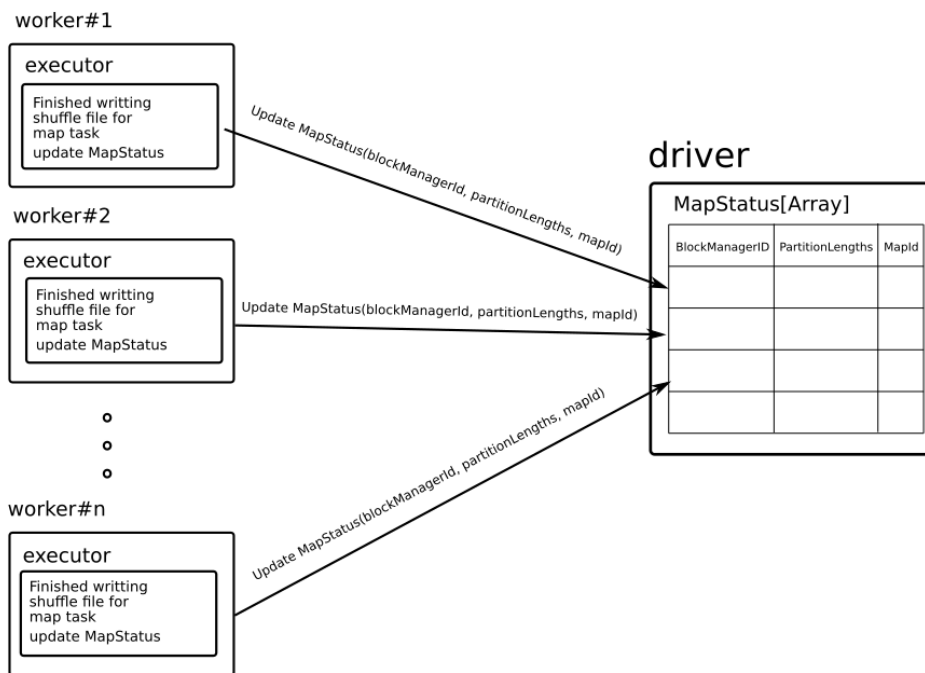 worker#1
executor
Finished writting
shuffle file for
map task
update MapStatus
Update MapStatus(blockManagerId, partitionLengths, mapId)
worker#2
executor
Finished writting
shuffle file for
map task
update MapStatus
Update MapStatus(blockManagerId, partitionLengths, mapId)
worker#n
executor
Finished writting
shuffle file for
map task
update MapStatus
Update MapStatus(blockManagerId, partitionLengths, mapId)
driver
MapStatus[Array]
BlockManagerID PartitionLengths MapId